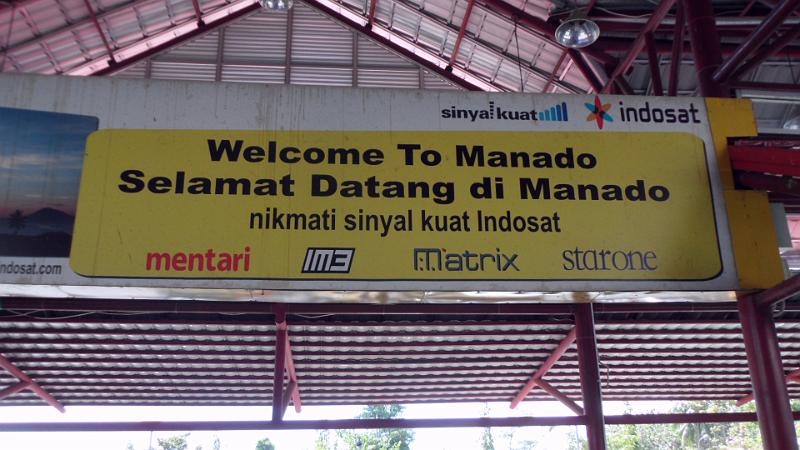 sinyal kuat indosat
Welcome To Manado
Selamat Datang di Manado
nikmati sinyal kuat Indosat
mentari IM3 Matrix starone
ndosat.com